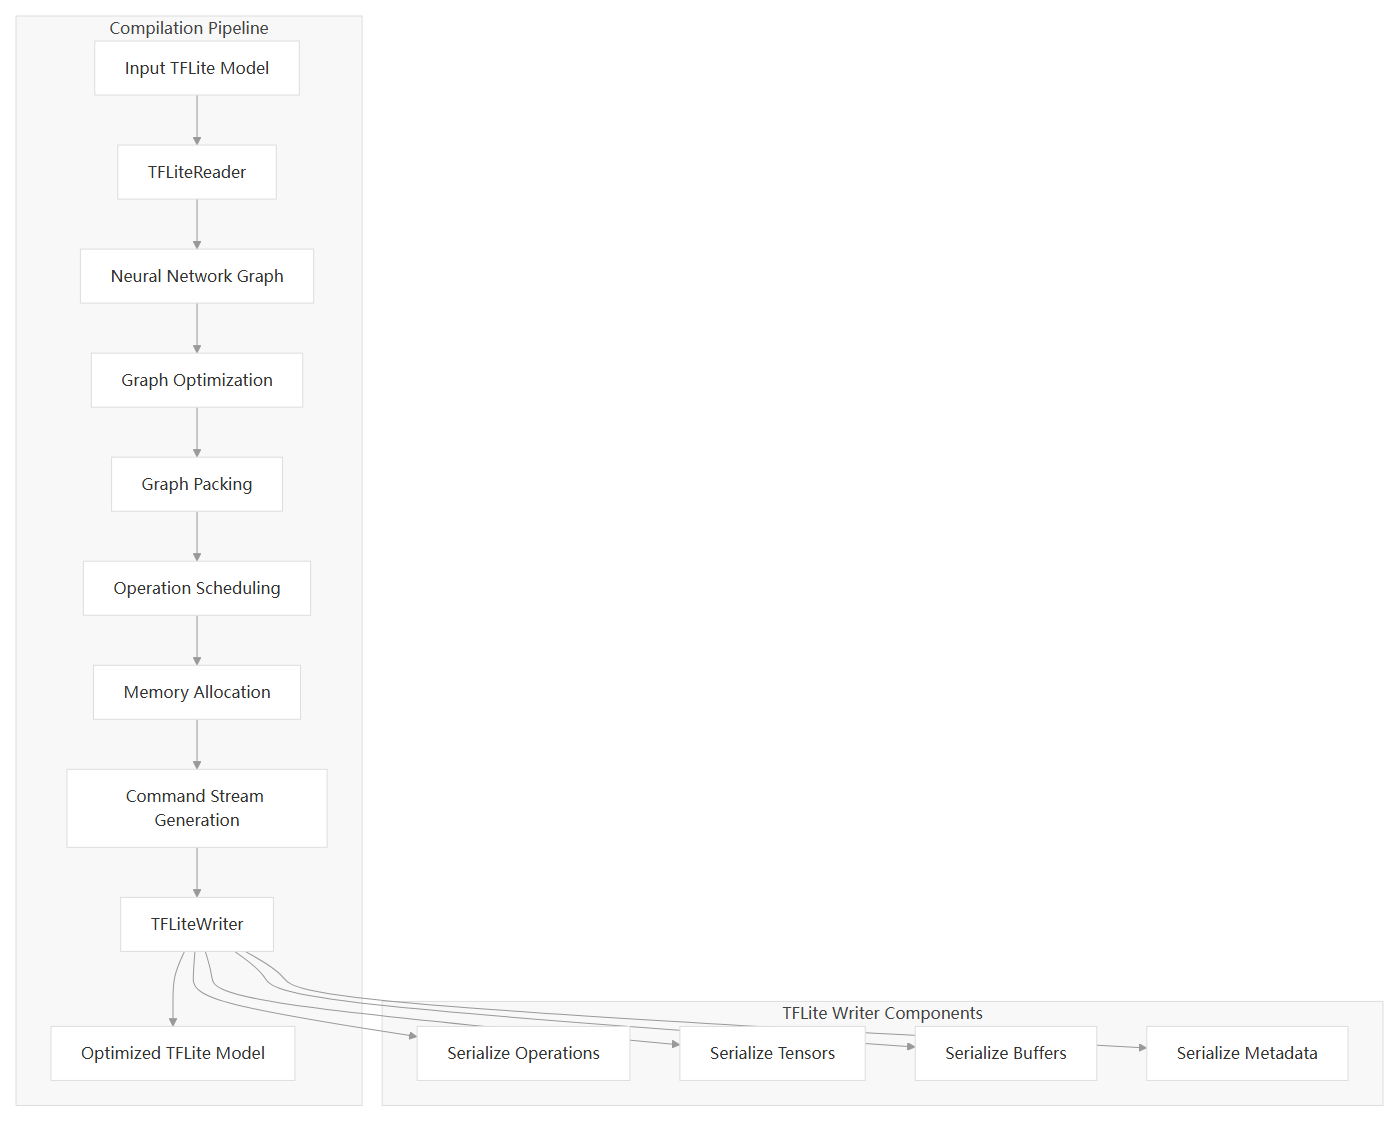 Compilation Pipeline
Input TFLite Model
TFLiteReader
Neural Network Graph
Graph Optimization
Graph Packing
Operation Scheduling
Memory Allocation
Command Stream
Generation
TFLiteWriter
Optimized TFLite Model
TFLite Writer Components
Serialize Operations
Serialize Tensors
Serialize Buffers
Serialize Metadata